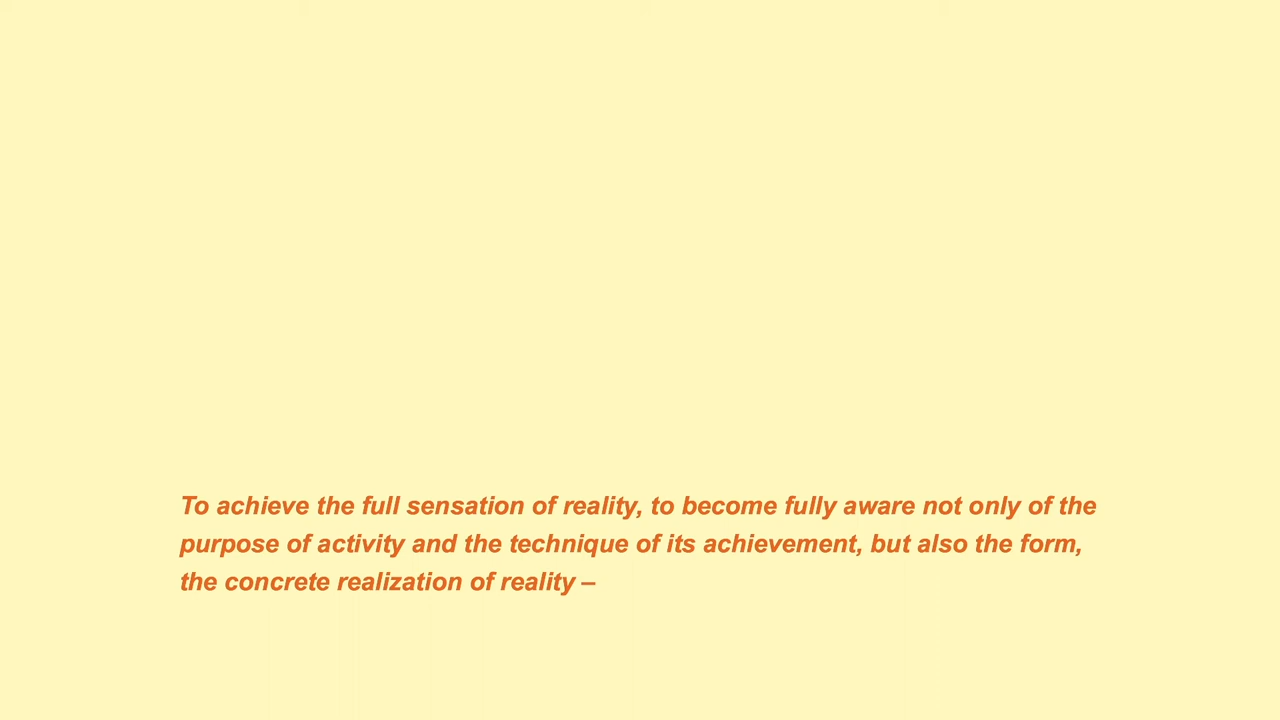 To achieve the full sensation of reality, to become fully aware not only of the
purpose of activity and the technique of its achievement, but also the form,
the concrete realization of reality –